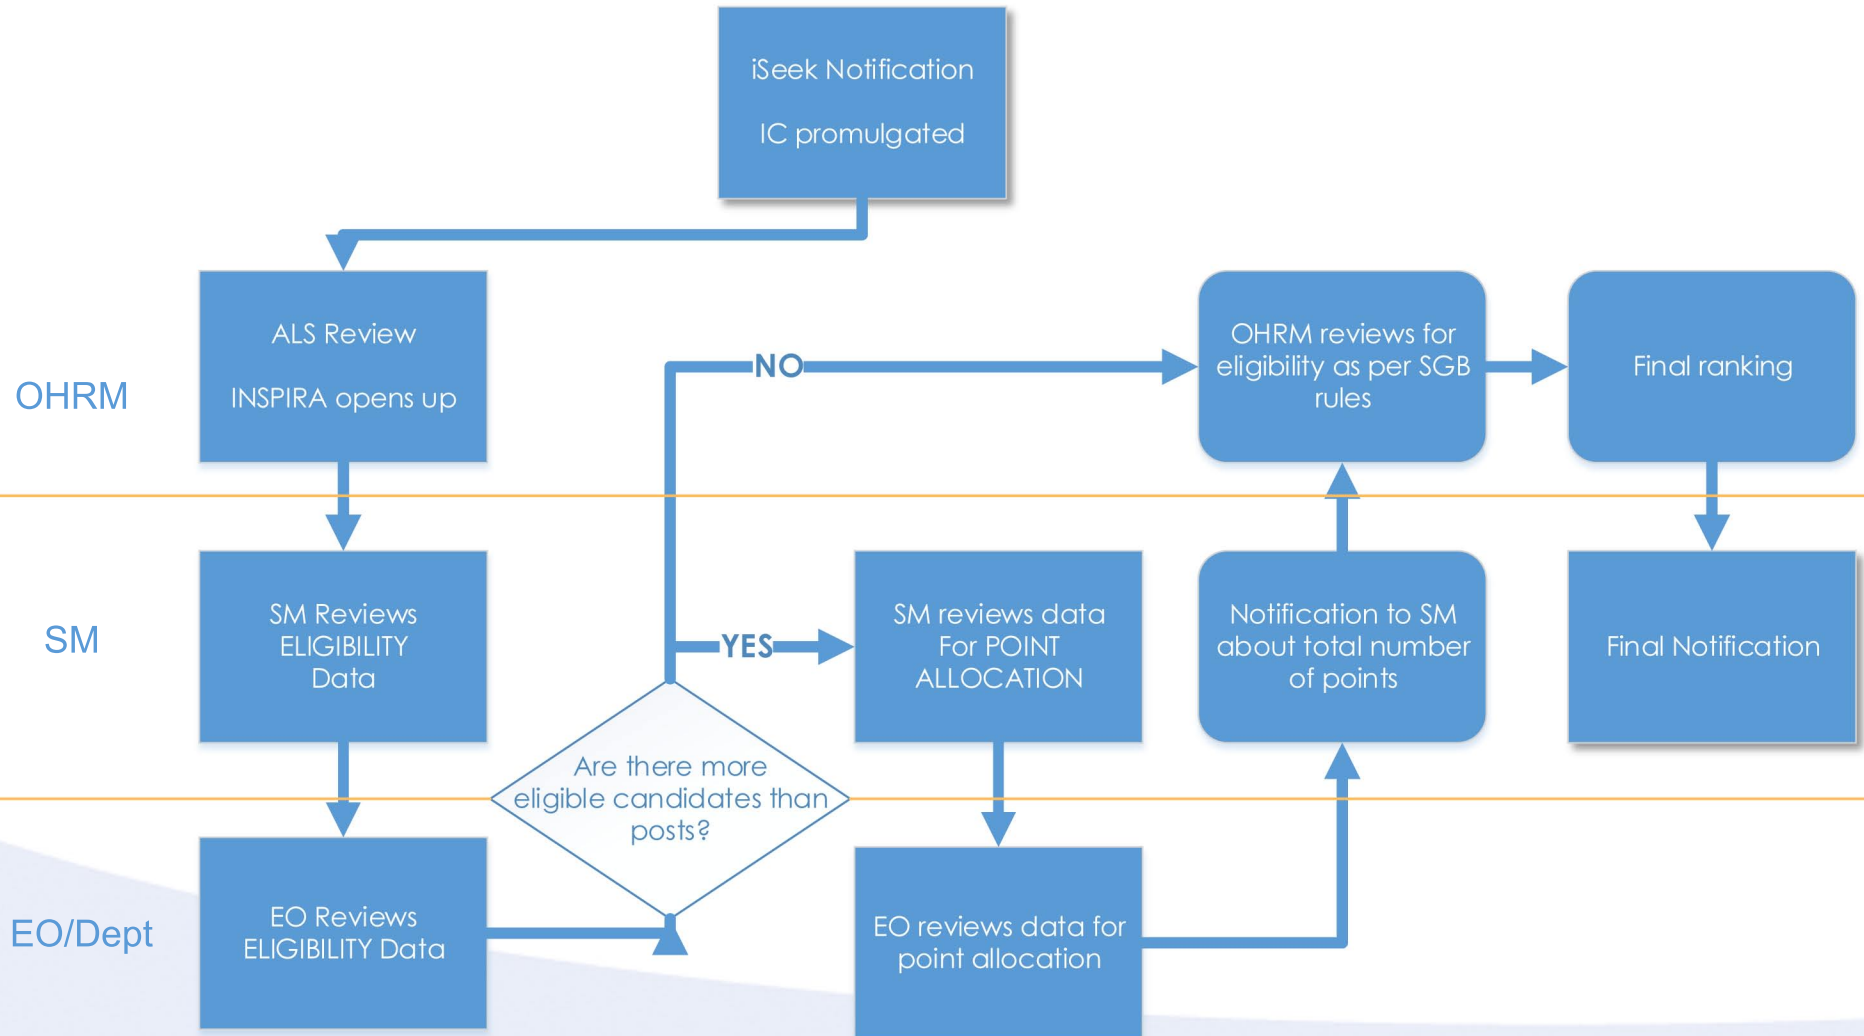 iSeek Notification
IC promulgated
OHRM
ALS Review
INSPIRA opens up
NO
OHRM reviews for
eligibility as per SGB
rules
Final ranking
SM
SM Reviews
ELIGIBILITY
Data
YES
SM reviews data
For POINT
ALLOCATION
Notification to SM
about total number
of points
Final Notification
Are there more
eligible candidates than
posts?
EO/Dept
EO Reviews
ELIGIBILITY Data
EO reviews data for
point allocation